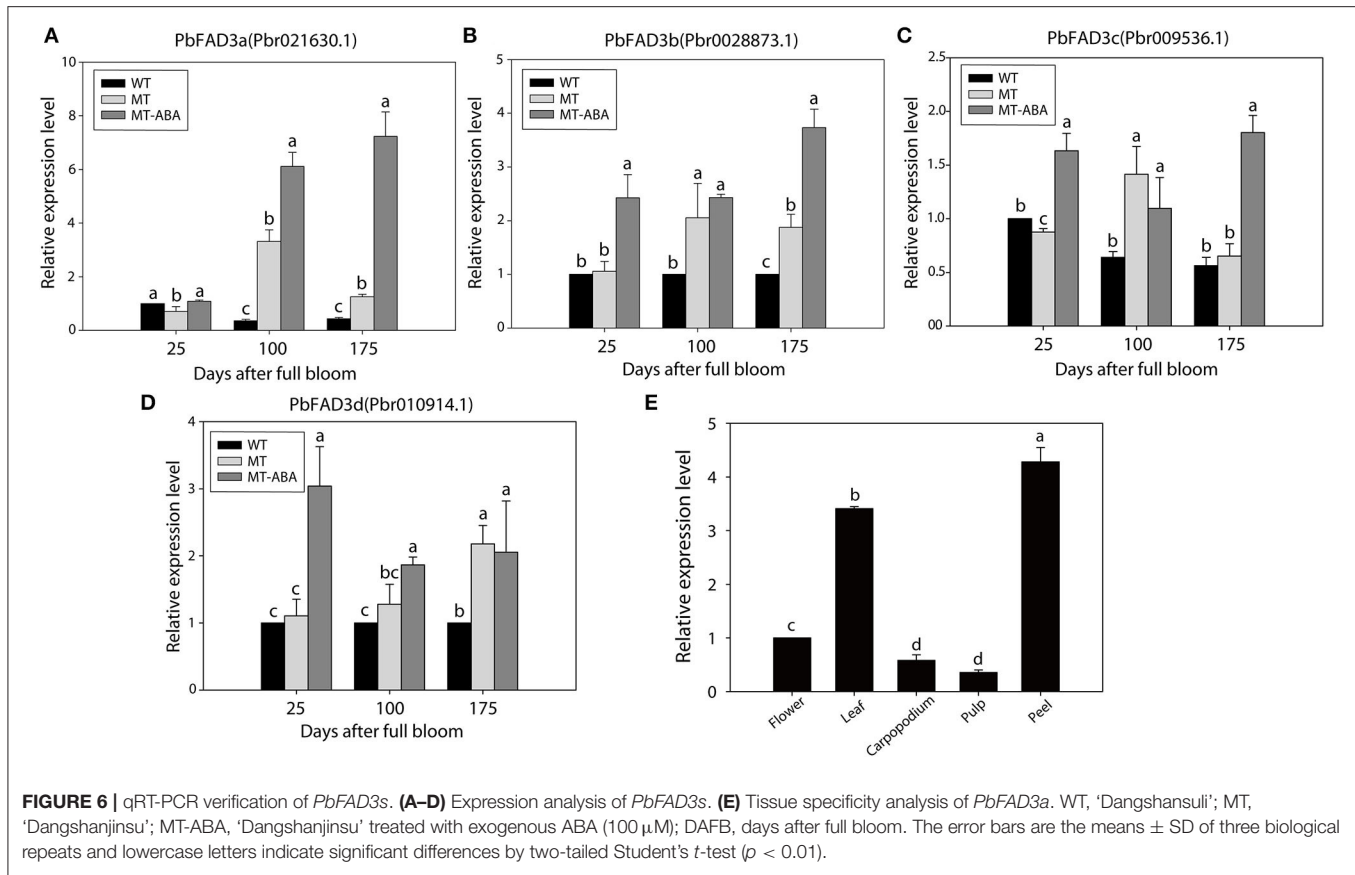 A
PbFAD3a(Pbr021630.1)
WT
MT
MT-ABA
Relative expression level
10
8
6
4
2
0
a b a
c b a
c b a
25 100 175
Days after full bloom
B
PbFAD3b(Pbr0028873.1)
WT
MT
MT-ABA
Relative expression level
5
4
3
2
1
0
b b a
b a a
c b a
25 100 175
Days after full bloom
C
PbFAD3c(Pbr009536.1)
WT
MT
MT-ABA
Relative expression level
2.5
2.0
1.5
1.0
0.5
00
b c a
b a a
b b a
25 100 175
Days after full bloom
D
PbFAD3d(Pbr010914.1)
WT
MT
MT-ABA
Relative expression level
4
3
2
1
0
c c a
c bc a
b a a
25 100 175
Days after full bloom
E
Relative expression level
5
4
3
2
1
0
c b d d a
Flower Leaf Carpopodium Pulp Peel
FIGURE 6 | qRT-PCR verification of PbFAD3s. (A–D) Expression analysis of PbFAD3s. (E) Tissue specificity analysis of PbFAD3a. WT, ‘Dangshansuli’; MT,
‘Dangshanjinsu’; MT-ABA, ‘Dangshanjinsu’ treated with exogenous ABA (100 μM); DAFB, days after full bloom. The error bars are the means ± SD of three biological
repeats and lowercase letters indicate significant differences by two-tailed Student’s t-test (p < 0.01).